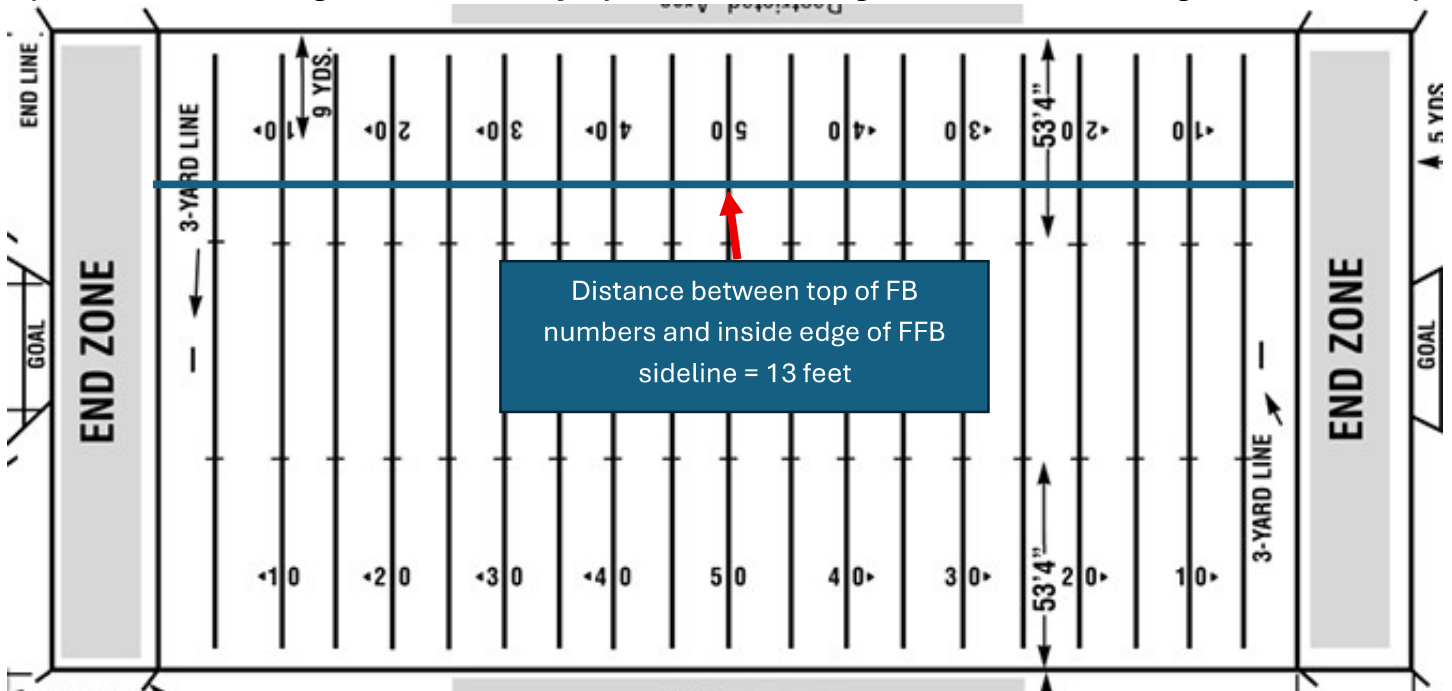 Restricted Area
END LINE
9 YDS.
53'4"
5 YDS
3-YARD LINE
◂10 ◂20 ◂30 ◂40 50 40▸ 30▸ 20▸ 10▸
END ZONE
GOAL
Distance between top of FB
numbers and inside edge of FFB
sideline = 13 feet
END ZONE
GOAL
3-YARD LINE
53'4"
◂10 ◂20 ◂30 ◂40 50 40▸ 30▸ 20▸ 10▸